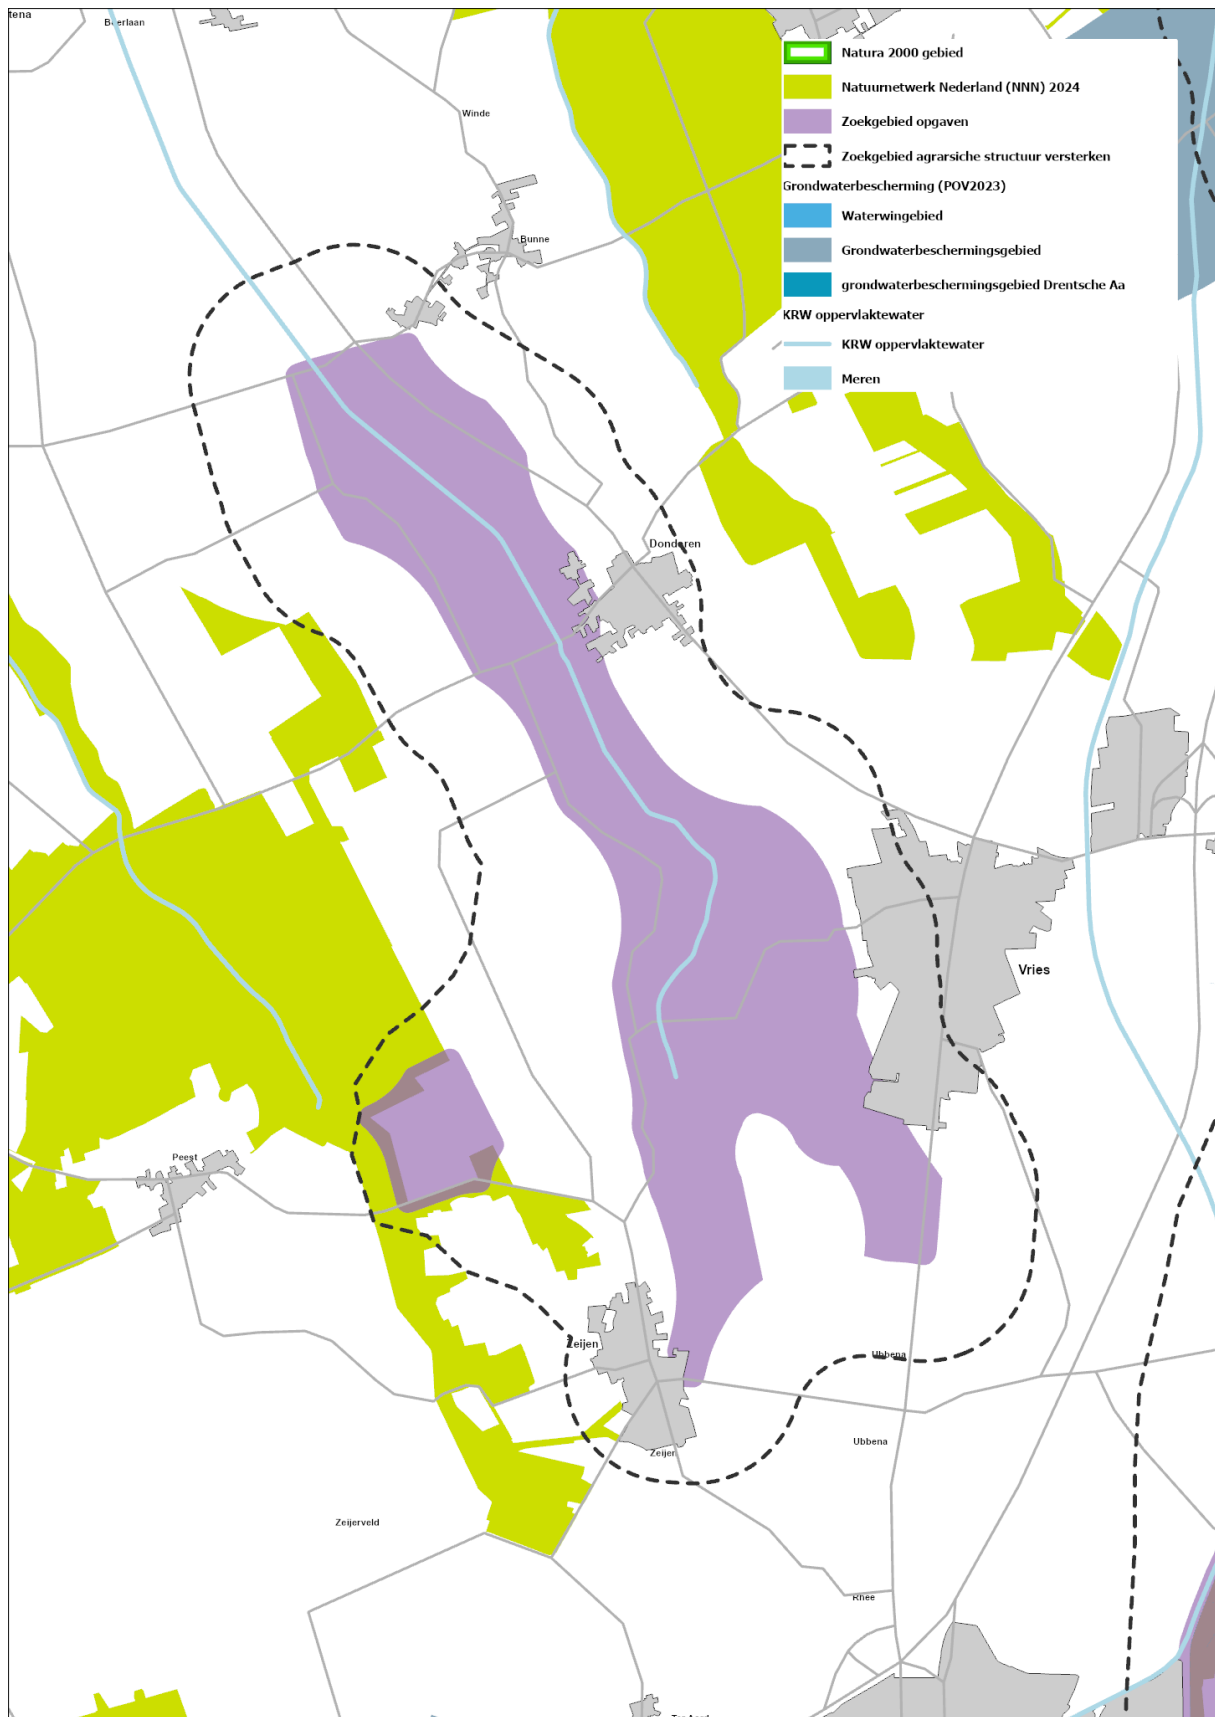 Winde
Bunne
Natura 2000 gebied
Natuurnetwerk Nederland (NNN) 2024
Zoekgebied opgaven
Zoekgebied agrarsiche structuur versterken
Grondwaterbescherming (POV2023)
Waterwingebied
Grondwaterbeschermingsgebied
grondwaterbeschermingsgebied Drentsche Aa
KRW oppervlaktewater
KRW oppervlaktewater
Meren
Donderen
Vries
Peest
Zeijen
Ubbena
Ubbena
Zeijen
Zeijerveld
Rhee